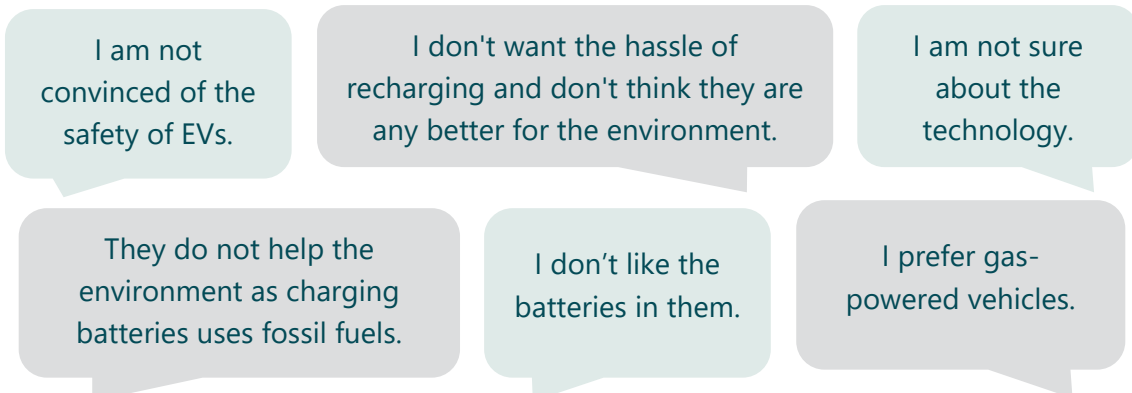 I am not
convinced of the
safety of EVs.
I don't want the hassle of
recharging and don't think they are
any better for the environment.
I am not sure
about the
technology.
They do not help the
environment as charging
batteries uses fossil fuels.
I don’t like the
batteries in them.
I prefer gas-
powered vehicles.